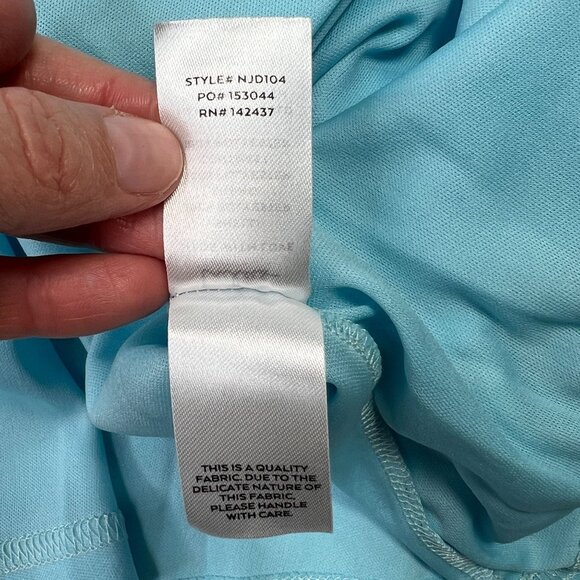 STYLE# NJD104
PO# 153044
RN# 142437
THIS IS A QUALITY
FABRIC. DUE TO THE
DELICATE NATURE OF
THIS FABRIC,
PLEASE HANDLE
WITH CARE.